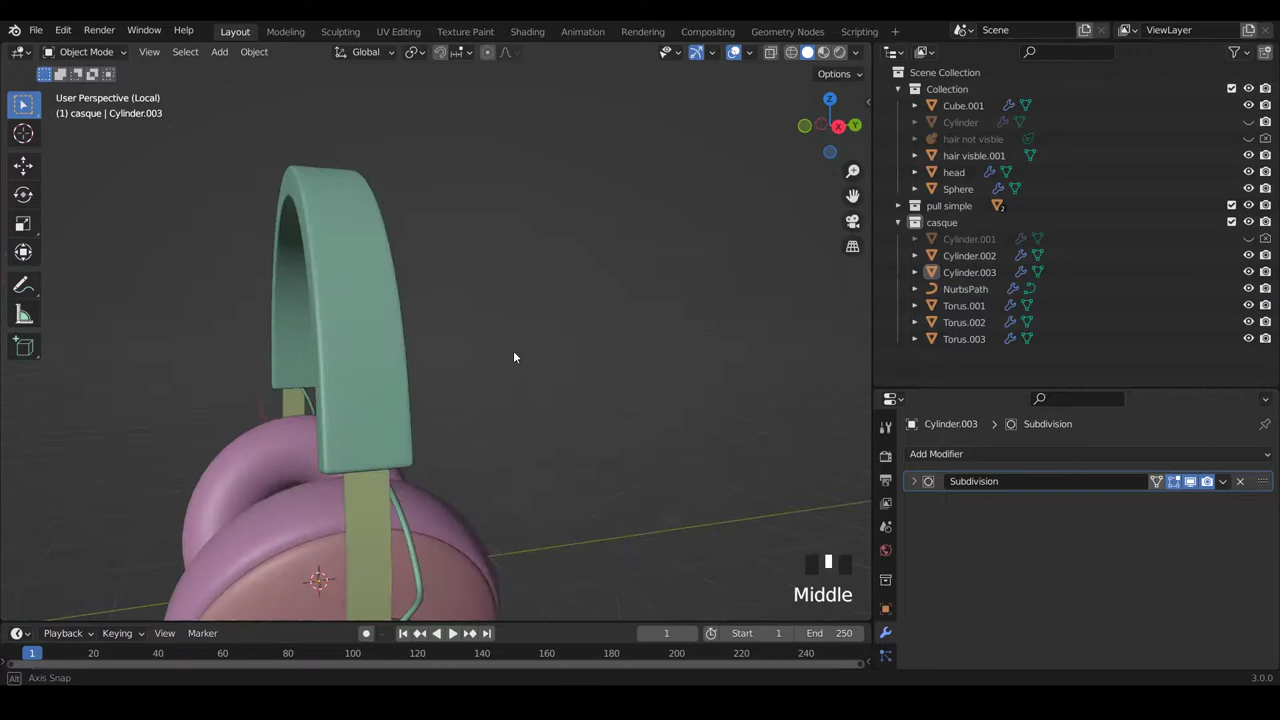 File Edit Render Window Help Layout Modeling Sculpting UV Editing Texture Paint Shading Animation Rendering Compositing Geometry Nodes Scripting + Scene ViewLayer
Object Mode View Select Add Object Global
Options
User Perspective (Local)
(1) casque | Cylinder.003
Z
X
Y
Middle
Scene Collection
Collection
Cube.001
Cylinder
hair not visble
hair visble.001
head
Sphere
pull simple 2
casque
Cylinder.001
Cylinder.002
Cylinder.003
NurbsPath
Torus.001
Torus.002
Torus.003
Cylinder.003 > Subdivision
Add Modifier
Subdivision
Playback Keying View Marker 1 Start 1 End 250
1 20 40 60 80 100 120 140 160 180 200 220 240
Alt Axis Snap 3.0.0